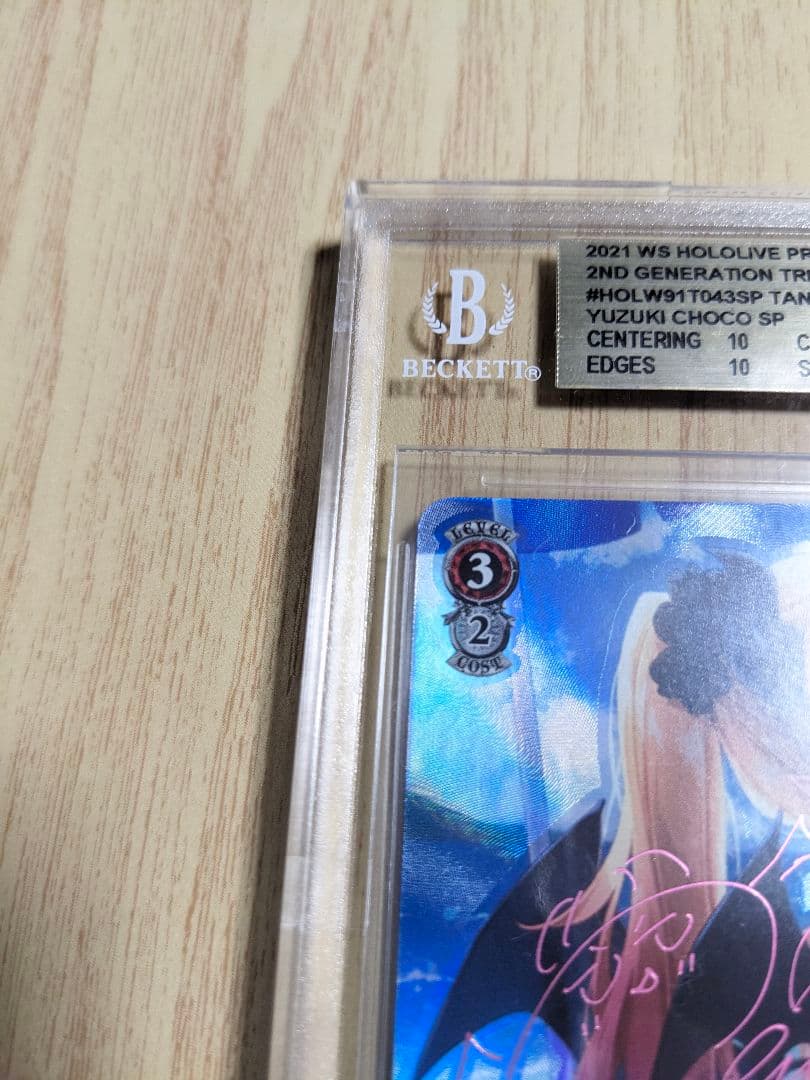 B
BECKETT®
2021 WS HOLOLIVE PR
2ND GENERATION TRI
#HOLW91T043SP TAN
YUZUKI CHOCO SP
CENTERING 10 C
EDGES 10 S
LEVEL
3
2
COST